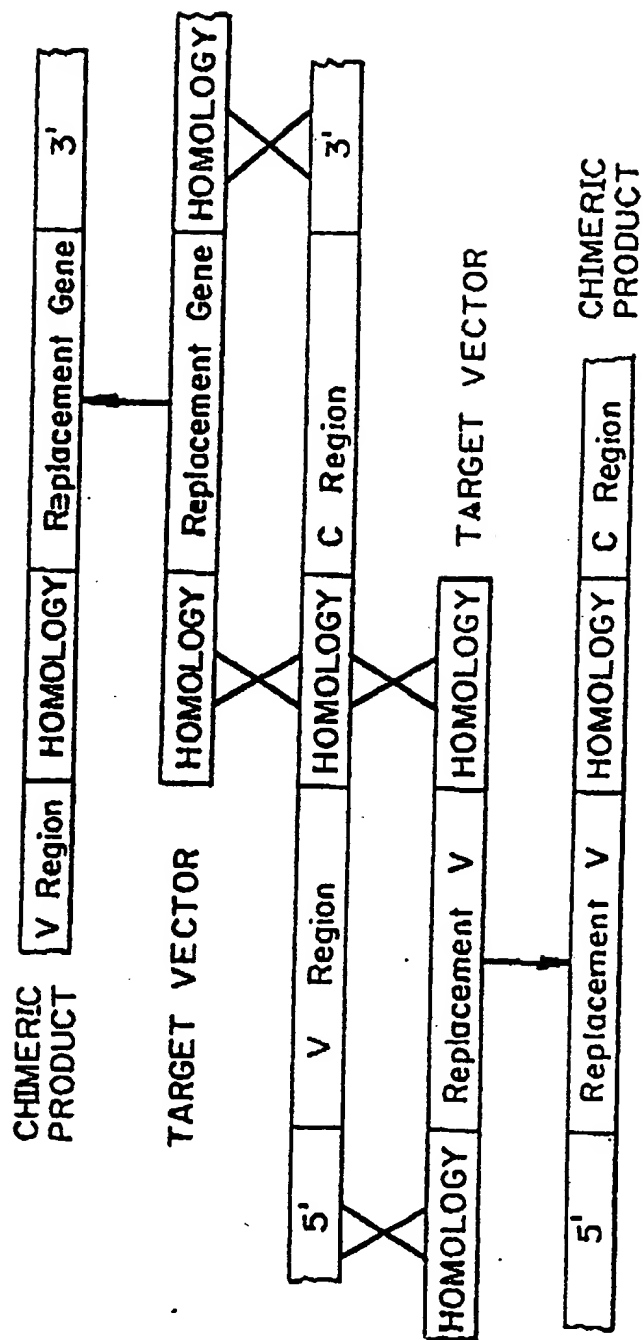 CHIMERIC
PRODUCT
V Region HOMOLOGY Replacement Gene 3'
TARGET VECTOR
HOMOLOGY Replacement Gene HOMOLOGY
5' V Region HOMOLOGY C Region 3'
HOMOLOGY Replacement V HOMOLOGY
TARGET VECTOR
5' Replacement V HOMOLOGY C Region
CHIMERIC
PRODUCT